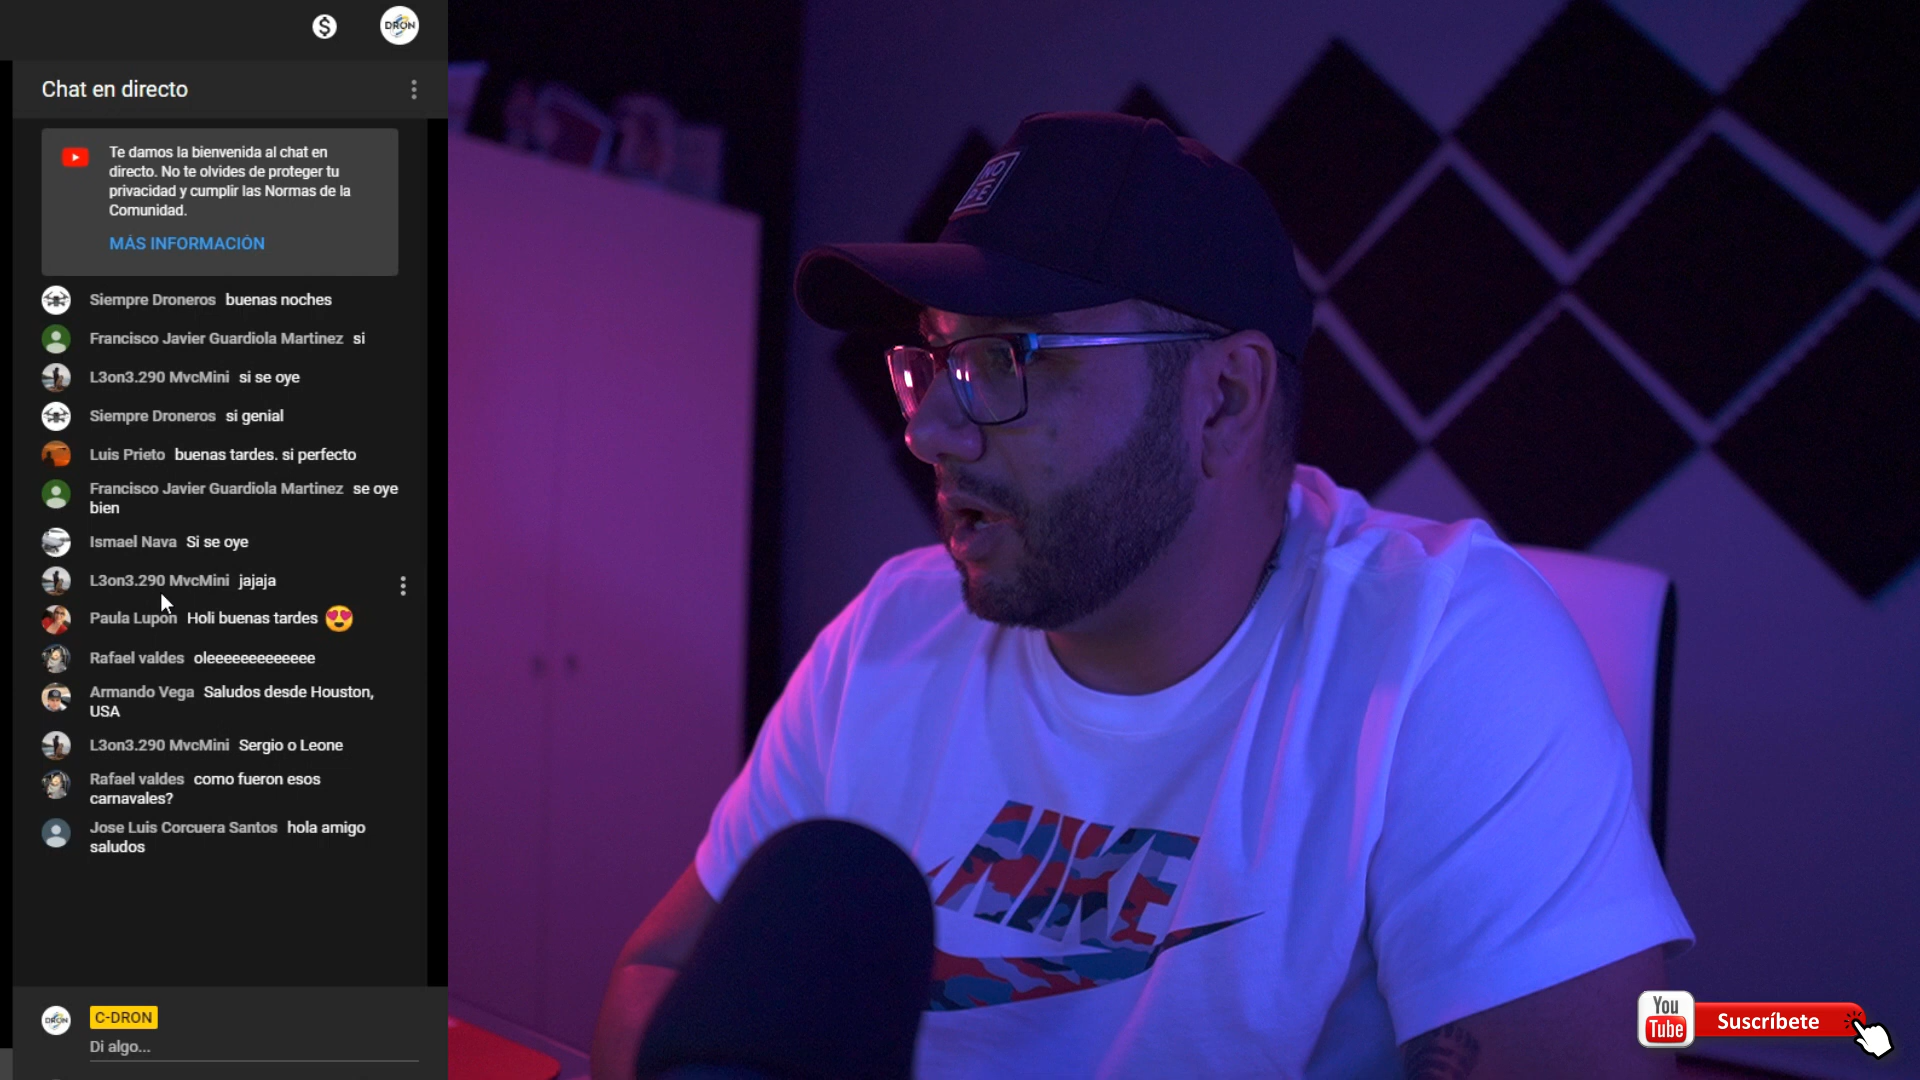 DRON
Chat en directo
Te damos la bienvenida al chat en
directo. No te olvides de proteger tu
privacidad y cumplir las Normas de la
Comunidad.
MÁS INFORMACIÓN
Siempre Droneros buenas noches
Francisco Javier Guardiola Martinez si
L3on3.290 MvcMini si se oye
Siempre Droneros si genial
Luis Prieto buenas tardes. si perfecto
Francisco Javier Guardiola Martinez se oye
bien
Ismael Nava Si se oye
L3on3.290 MvcMini jajaja
Paula Lupon Holi buenas tardes 😍
Rafael valdes oleeeeeeeeeeeee
Armando Vega Saludos desde Houston,
USA
L3on3.290 MvcMini Sergio o Leone
Rafael valdes como fueron esos
carnavales?
Jose Luis Corcuera Santos hola amigo
saludos
DRON
C-DRON
Di algo...
NO
PE
NIKE
You
Tube
Suscríbete